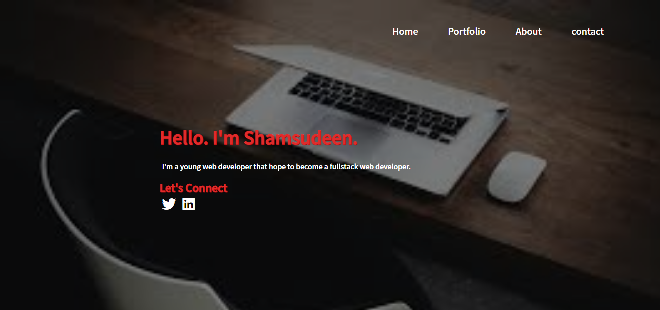 Home Portfolio About contact
Hello. I'm Shamsudeen.
I'm a young web developer that hope to become a fullstack web developer.
Let's Connect